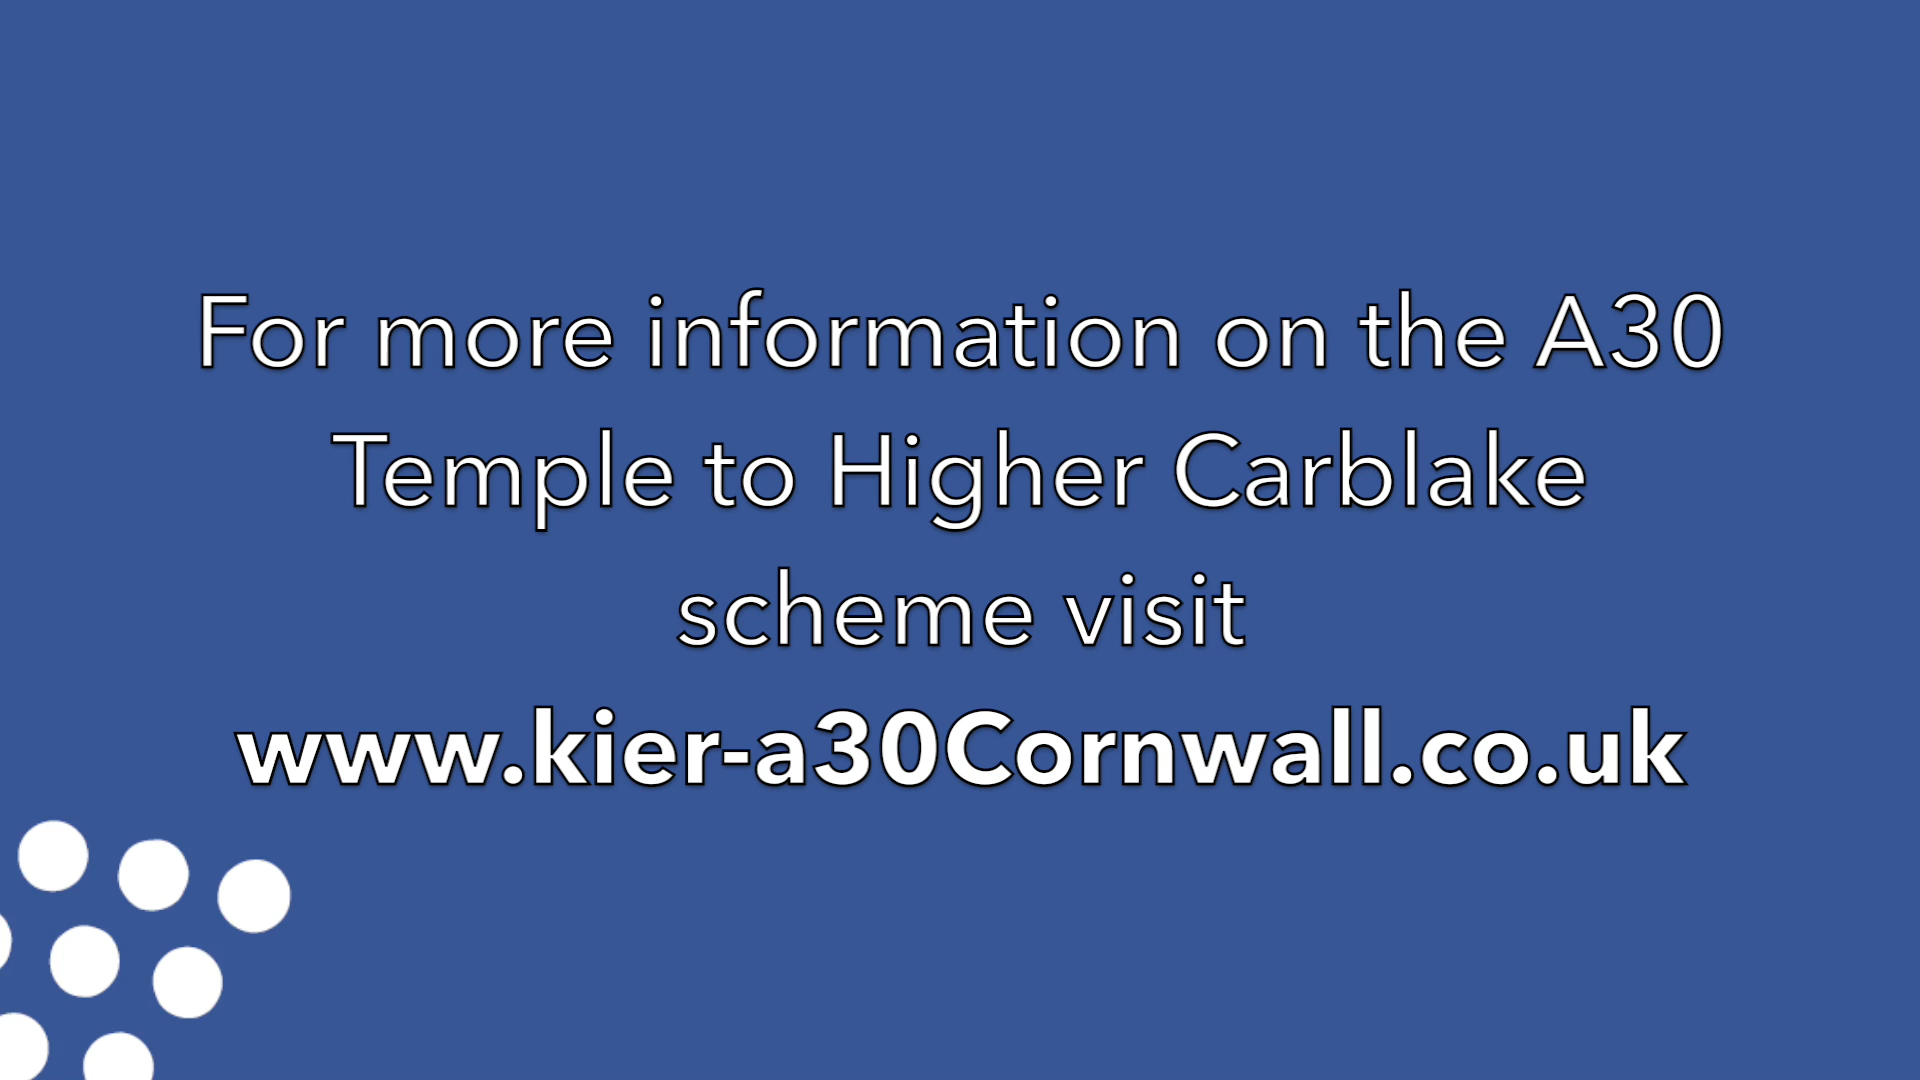 For more information on the A30
Temple to Higher Carblake
scheme visit
www.kier-a30Cornwall.co.uk